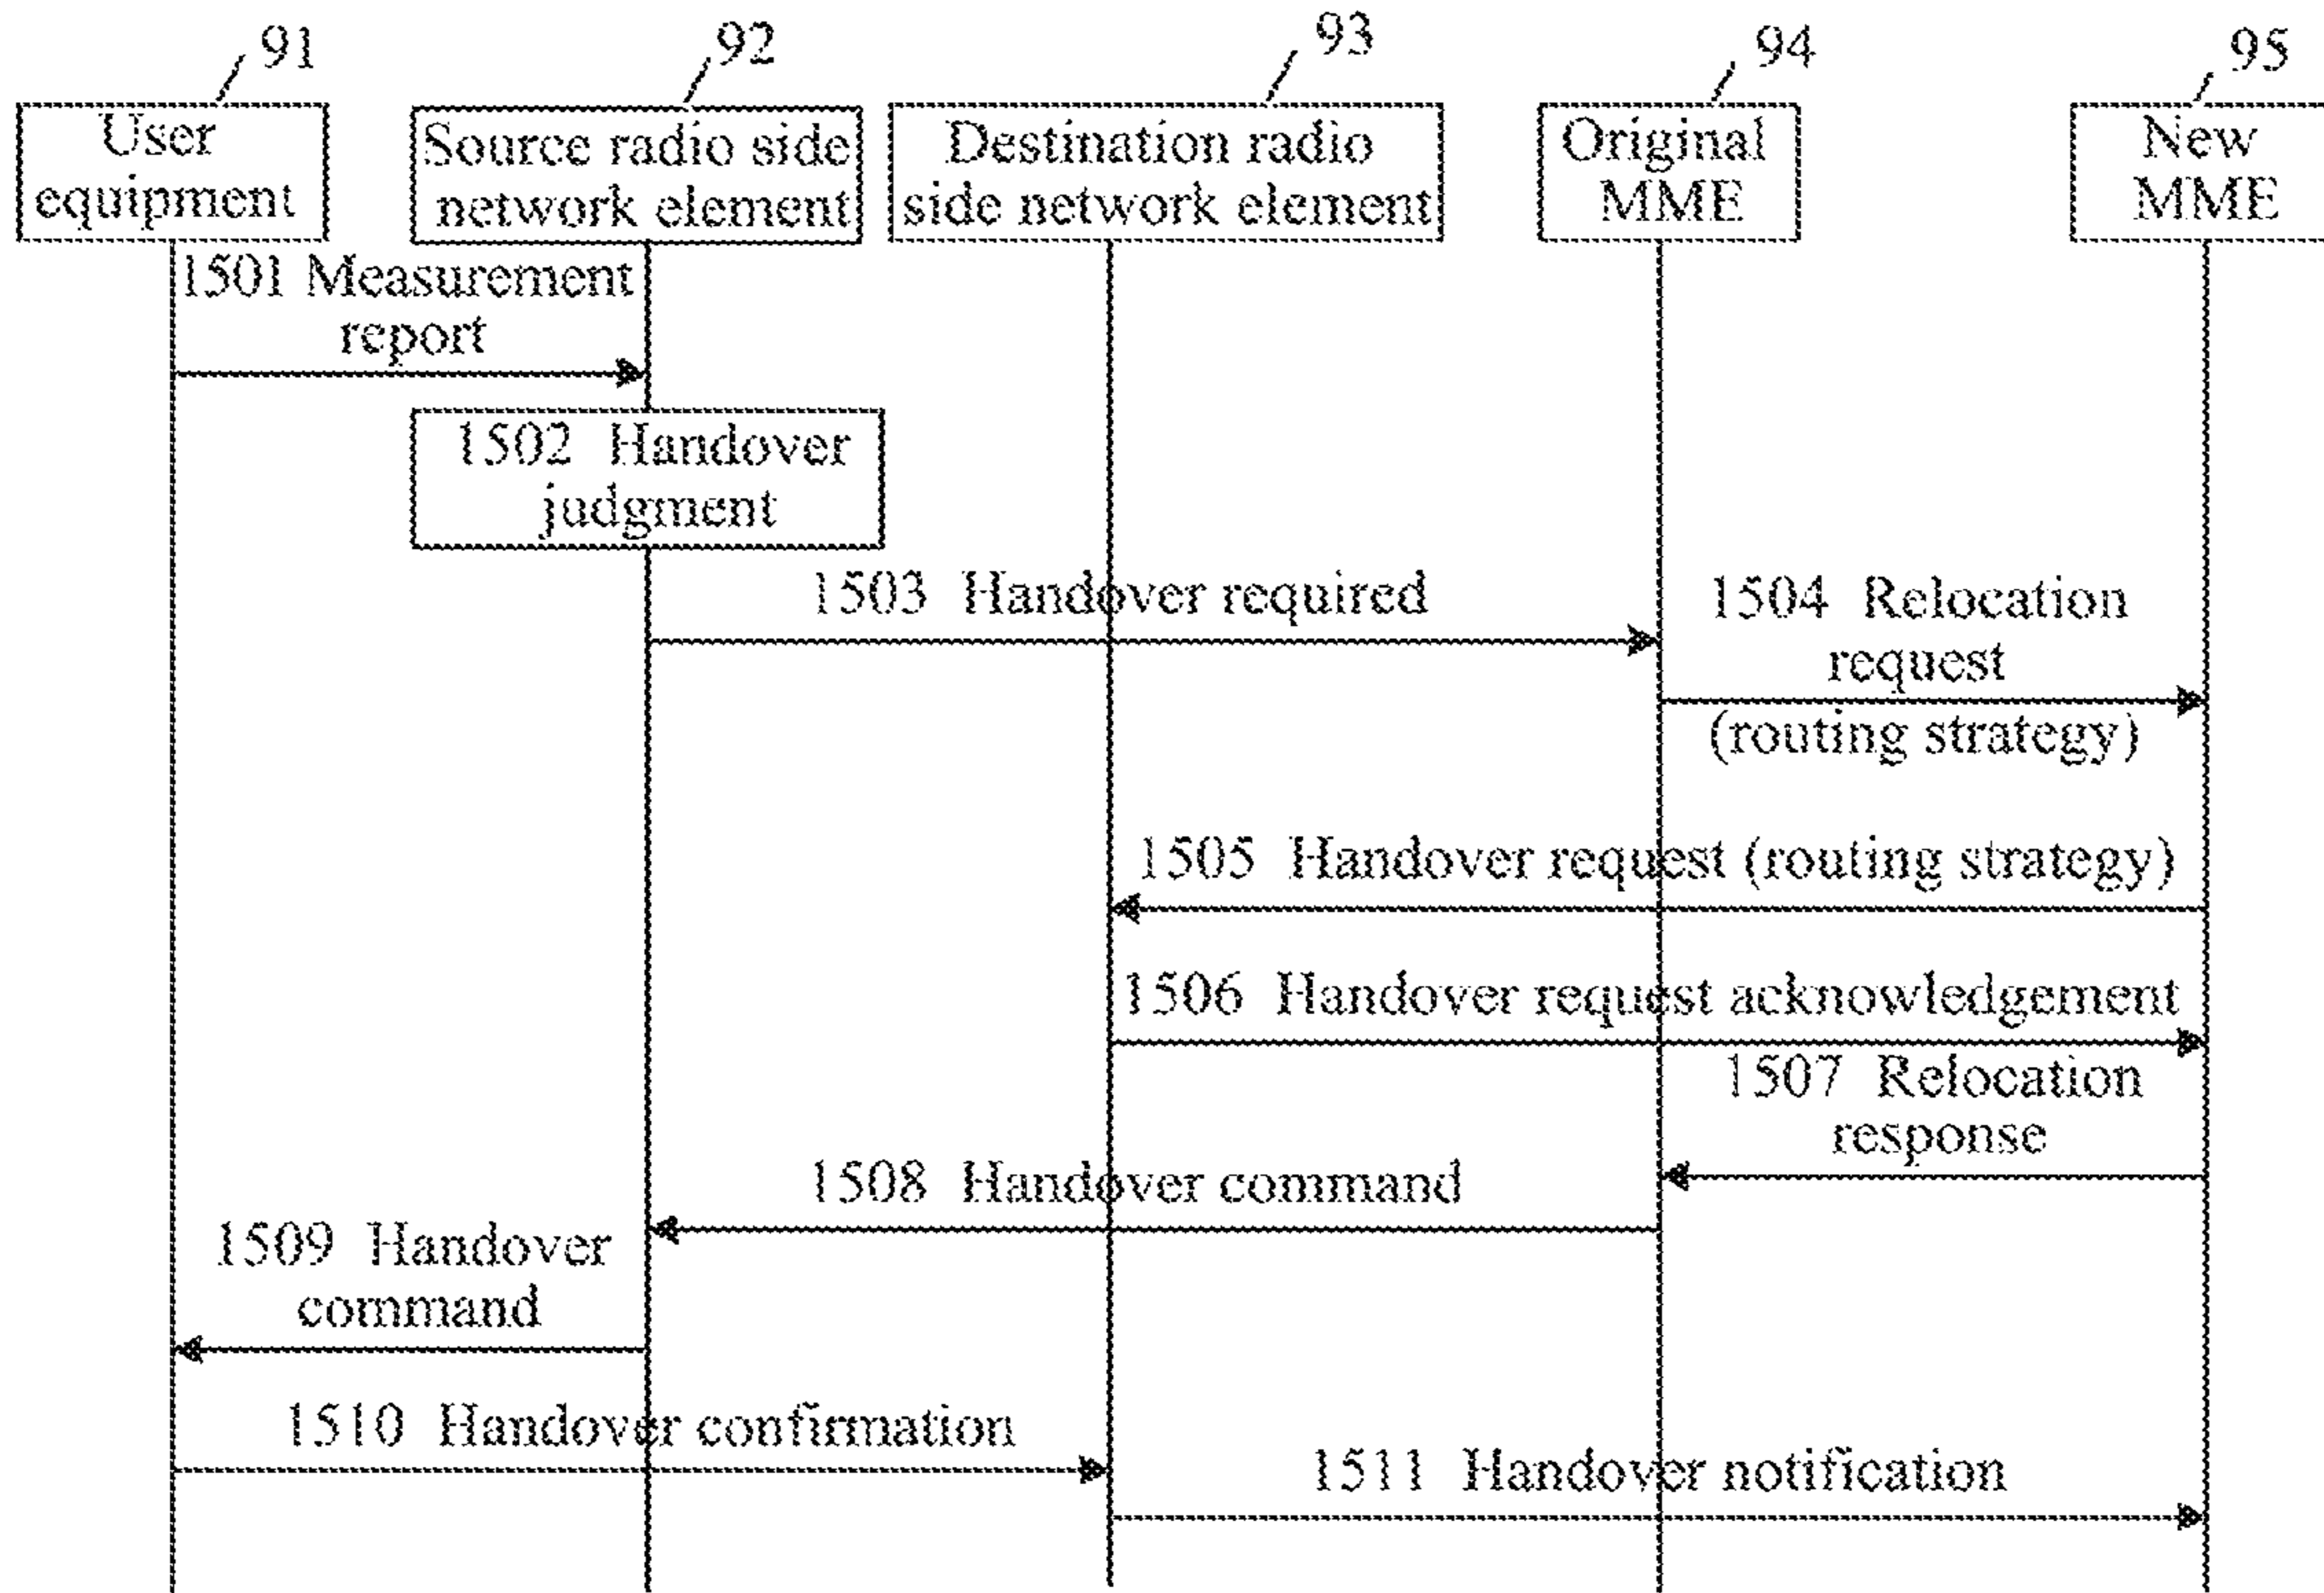 91
92
93
94
95
User
equipment
Source radio side
network element
Destination radio
side network element
Original
MME
New
MME
1501 Measurement
report
1502 Handover
judgment
1503 Handover required
1504 Relocation
request
(routing strategy)
1505 Handover request (routing strategy)
1506 Handover request acknowledgement
1507 Relocation
response
1508 Handover command
1509 Handover
command
1510 Handover confirmation
1511 Handover notification